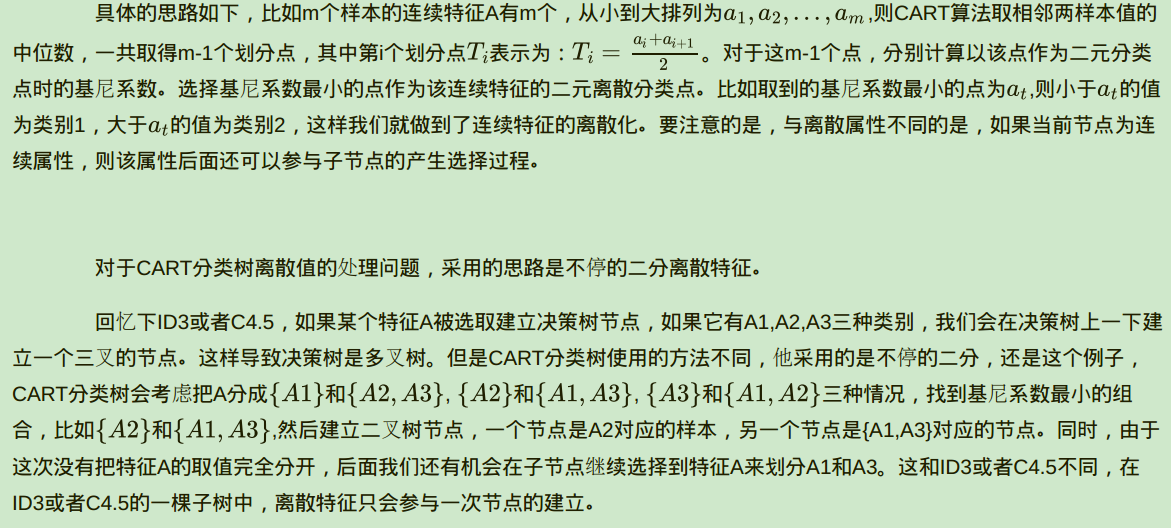 具体的思路如下，比如m个样本的连续特征A有m个，从小到大排列为a₁,a₂,...,aₘ,则CART算法取相邻两样本值的
中位数，一共取得m-1个划分点，其中第i个划分点Tᵢ表示为：Tᵢ = (aᵢ+aᵢ₊₁)/2。对于这m-1个点，分别计算以该点作为二元分类
点时的基尼系数。选择基尼系数最小的点作为该连续特征的二元离散分类点。比如取到的基尼系数最小的点为aₜ,则小于aₜ的值
为类别1，大于aₜ的值为类别2，这样我们就做到了连续特征的离散化。要注意的是，与离散属性不同的是，如果当前节点为连
续属性，则该属性后面还可以参与子节点的产生选择过程。
对于CART分类树离散值的处理问题，采用的思路是不停的二分离散特征。
回忆下ID3或者C4.5，如果某个特征A被选取建立决策树节点，如果它有A1,A2,A3三种类别，我们会在决策树上一下建
立一个三叉的节点。这样导致决策树是多叉树。但是CART分类树使用的方法不同，他采用的是不停的二分，还是这个例子，
CART分类树会考虑把A分成{A1}和{A2,A3}, {A2}和{A1,A3}, {A3}和{A1,A2}三种情况，找到基尼系数最小的组
合，比如{A2}和{A1,A3},然后建立二叉树节点，一个节点是A2对应的样本，另一个节点是{A1,A3}对应的节点。同时，由于
这次没有把特征A的取值完全分开，后面我们还有机会在子节点继续选择到特征A来划分A1和A3。这和ID3或者C4.5不同，在
ID3或者C4.5的一棵子树中，离散特征只会参与一次节点的建立。